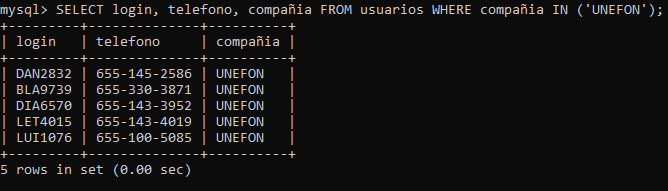 mysql> SELECT login, telefono, compañia FROM usuarios WHERE compañia IN ('UNEFON');
+---------+--------------+----------+
| login   | telefono     | compañia |
+---------+--------------+----------+
| DAN2832 | 655-145-2586 | UNEFON   |
| BLA9739 | 655-330-3871 | UNEFON   |
| DIA6570 | 655-143-3952 | UNEFON   |
| LET4015 | 655-143-4019 | UNEFON   |
| LUI1076 | 655-100-5085 | UNEFON   |
+---------+--------------+----------+
5 rows in set (0.00 sec)